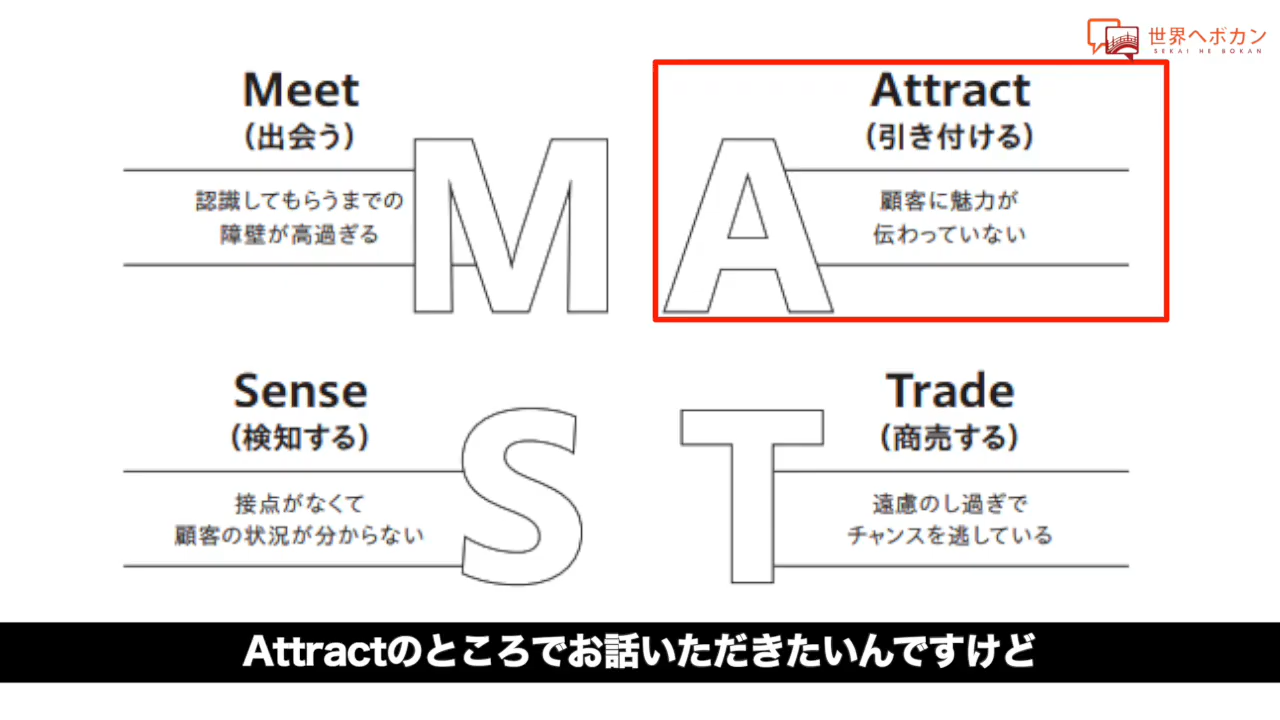 世界へボカン
SEKAI HE BOKAN
Meet
(出会う)
認識してもらうまでの
障壁が高過ぎる
M
A
Attract
(引き付ける)
顧客に魅力が
伝わっていない
Sense
(検知する)
接点がなくて
顧客の状況が分からない
S
T
Trade
(商売する)
遠慮のし過ぎで
チャンスを逃している
Attractのところでお話いただきたいんですけど